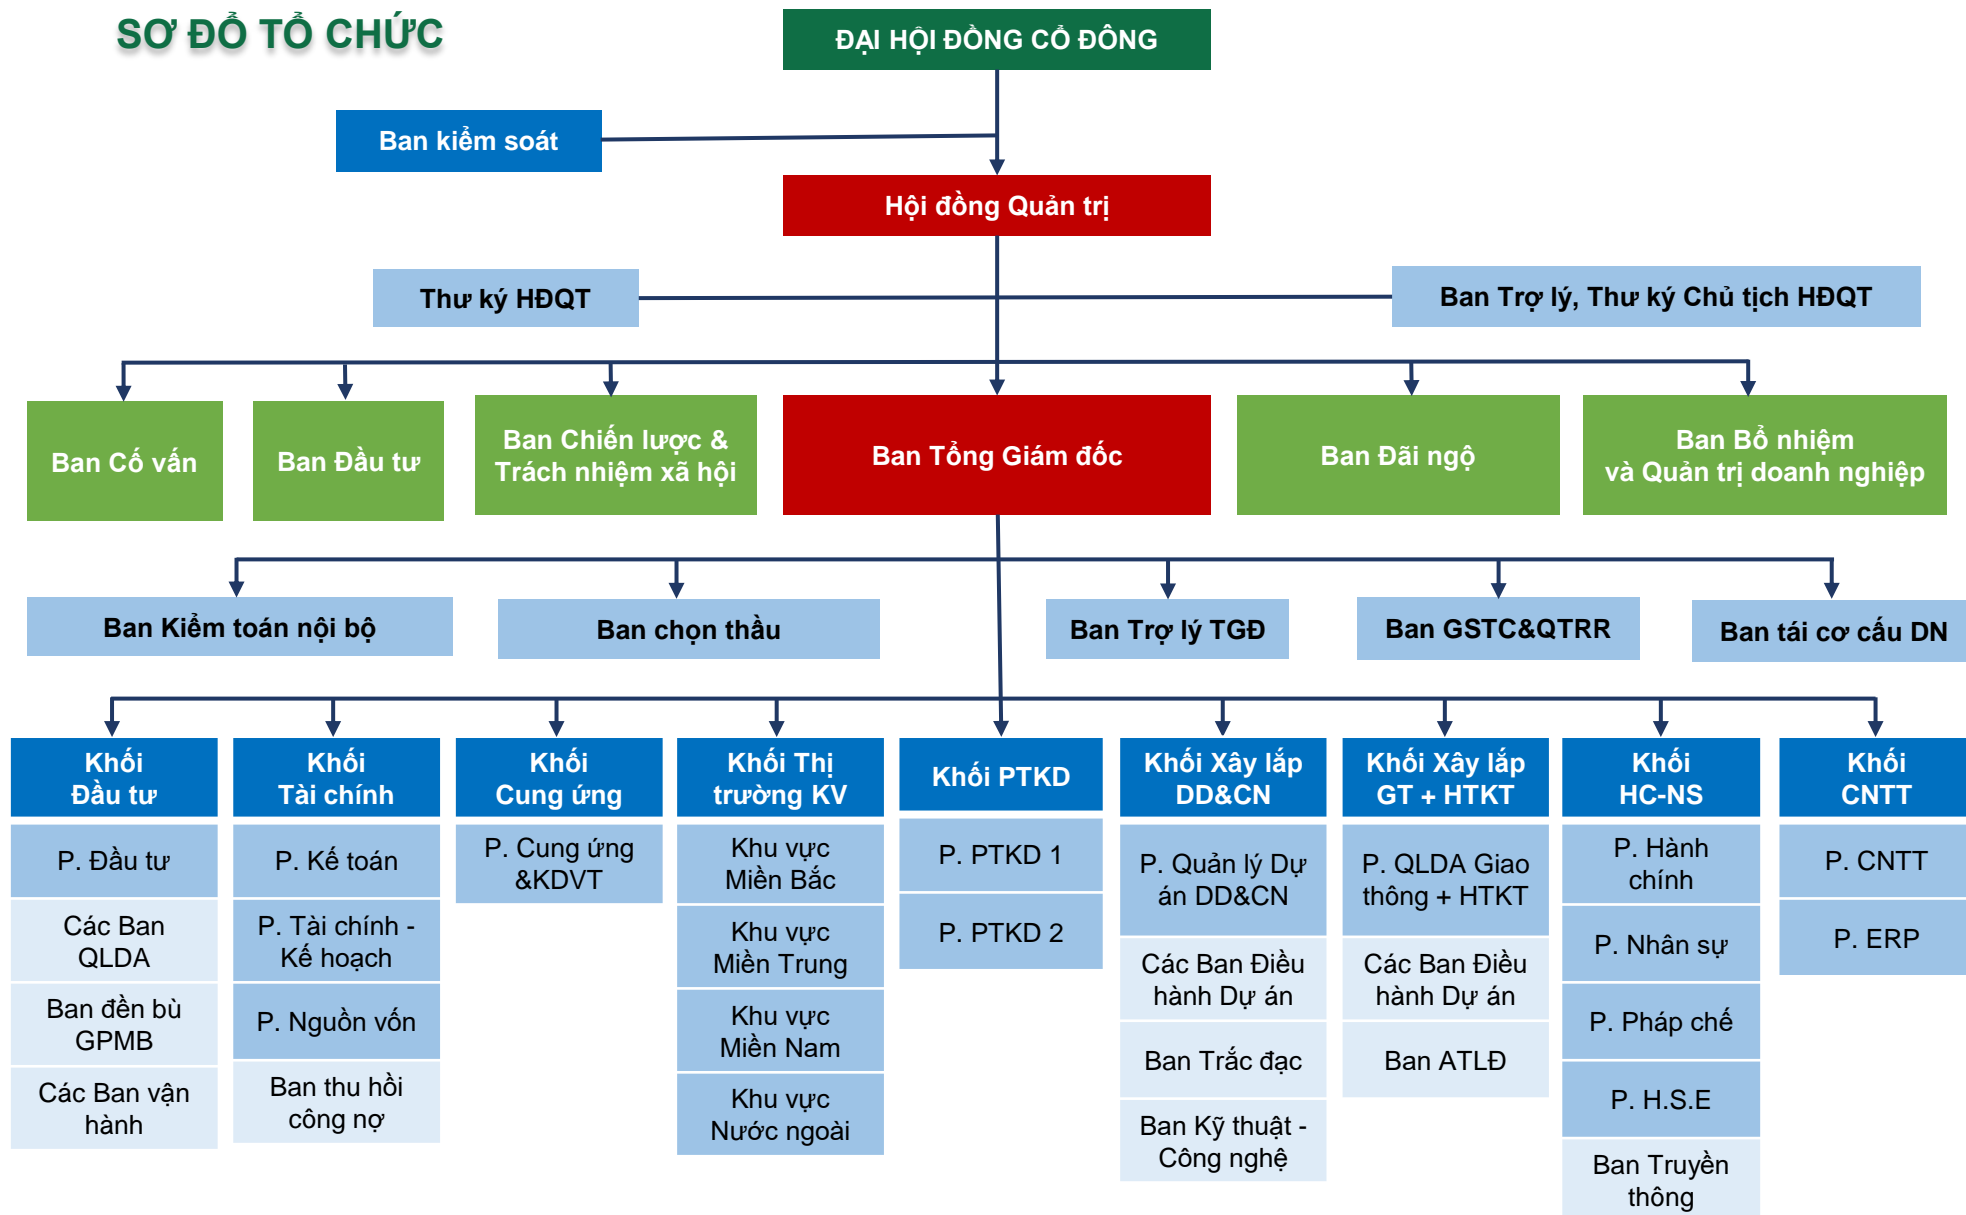 SƠ ĐỒ TỔ CHỨC
ĐẠI HỘI ĐỒNG CỔ ĐÔNG
Ban kiểm soát
Hội đồng Quản trị
Thư ký HĐQT
Ban Trợ lý, Thư ký Chủ tịch HĐQT
Ban Cố vấn
Ban Đầu tư
Ban Chiến lược &
Trách nhiệm xã hội
Ban Tổng Giám đốc
Ban Đãi ngộ
Ban Bổ nhiệm
và Quản trị doanh nghiệp
Ban Kiểm toán nội bộ
Ban chọn thầu
Ban Trợ lý TGĐ
Ban GSTC&QTRR
Ban tái cơ cấu DN
Khối
Đầu tư
P. Đầu tư
Các Ban
QLDA
Ban đền bù
GPMB
Các Ban vận
hành
Khối
Tài chính
P. Kế toán
P. Tài chính -
Kế hoạch
P. Nguồn vốn
Ban thu hồi
công nợ
Khối
Cung ứng
P. Cung ứng
&KDVT
Khối Thị
trường KV
Khu vực
Miền Bắc
Khu vực
Miền Trung
Khu vực
Miền Nam
Khu vực
Nước ngoài
Khối PTKD
P. PTKD 1
P. PTKD 2
Khối Xây lắp
DD&CN
P. Quản lý Dự
án DD&CN
Các Ban Điều
hành Dự án
Ban Trắc đạc
Ban Kỹ thuật -
Công nghệ
Khối Xây lắp
GT + HTKT
P. QLDA Giao
thông + HTKT
Các Ban Điều
hành Dự án
Ban ATLĐ
Khối
HC-NS
P. Hành
chính
P. Nhân sự
P. Pháp chế
P. H.S.E
Ban Truyền
thông
Khối
CNTT
P. CNTT
P. ERP